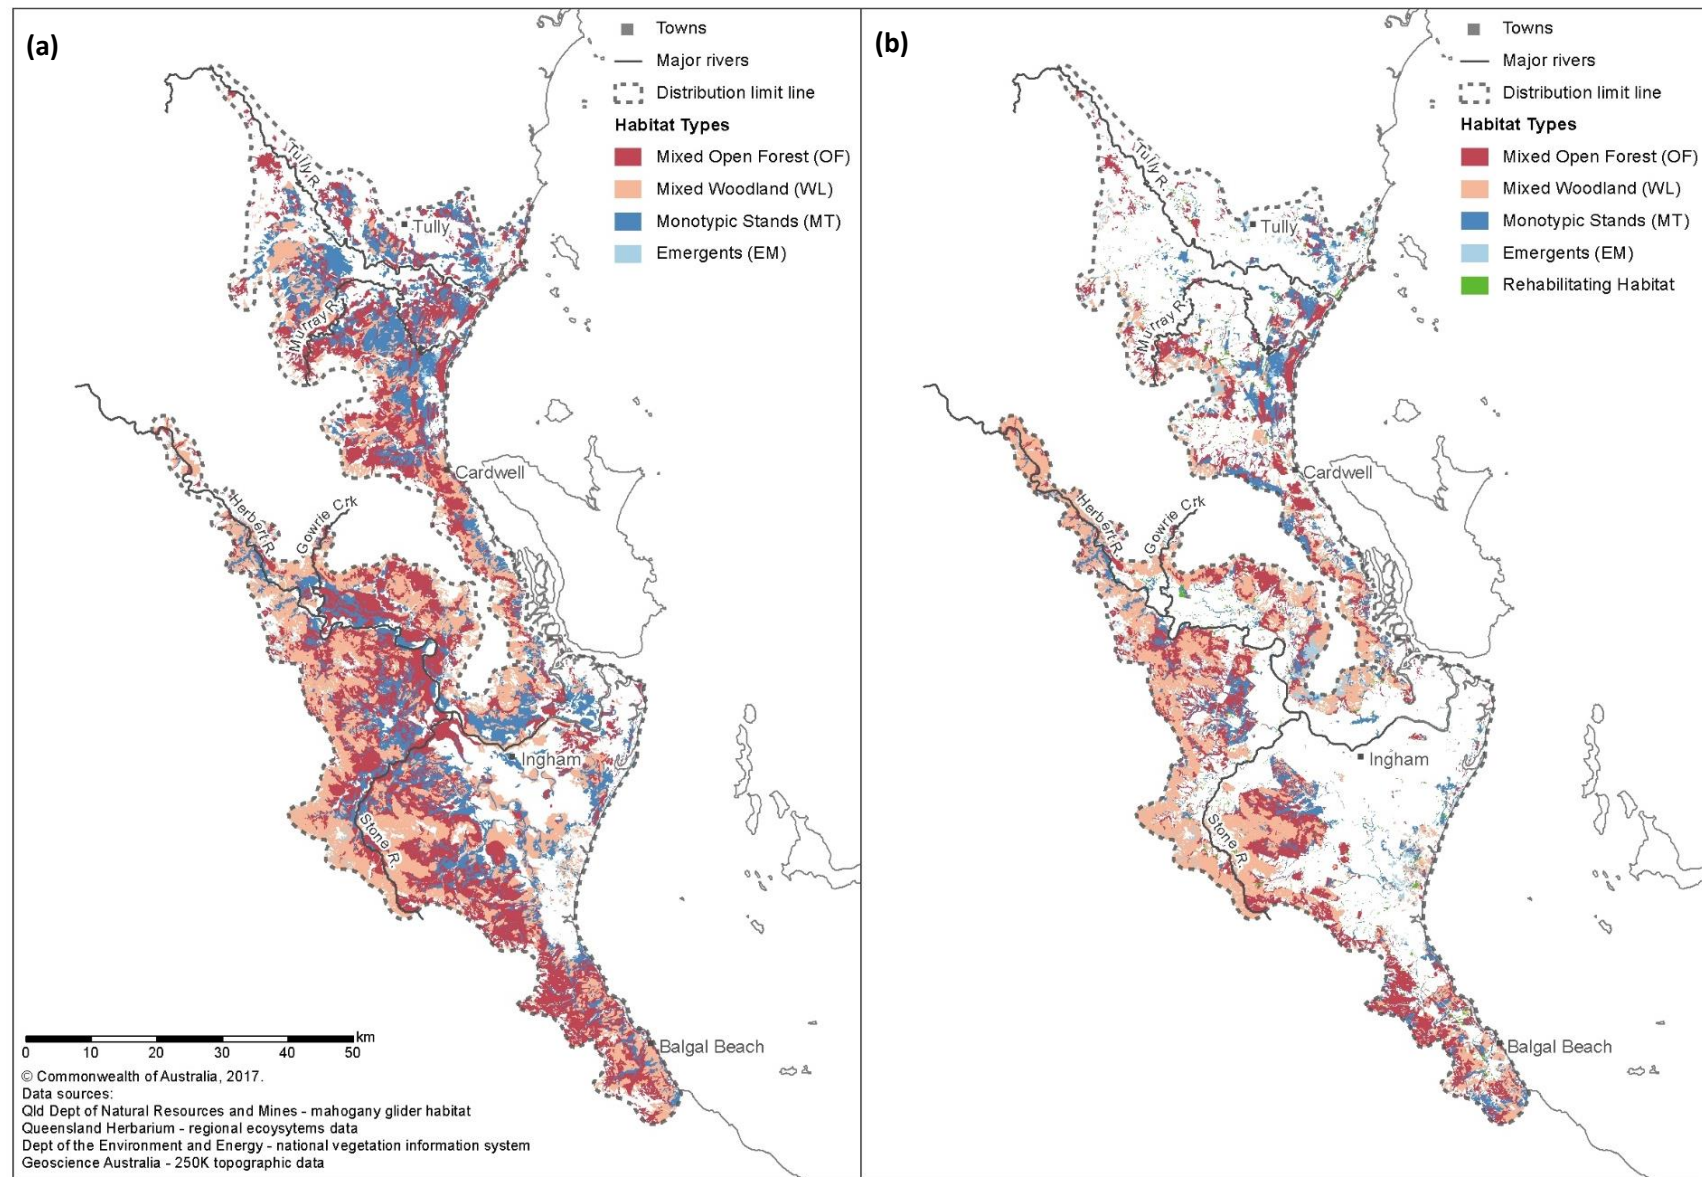 (a)
Towns
Major rivers
Distribution limit line
Habitat Types
Mixed Open Forest (OF)
Mixed Woodland (WL)
Monotypic Stands (MT)
Emergents (EM)
Tully R.
Tully
Murray R.
Cardwell
Herbert R.
Gowrie Crk
Ingham
Stone R.
Balgal Beach
km
0 10 20 30 40 50
© Commonwealth of Australia, 2017.
Data sources:
Qld Dept of Natural Resources and Mines - mahogany glider habitat
Queensland Herbarium - regional ecoysytems data
Dept of the Environment and Energy - national vegetation information system
Geoscience Australia - 250K topographic data
(b)
Towns
Major rivers
Distribution limit line
Habitat Types
Mixed Open Forest (OF)
Mixed Woodland (WL)
Monotypic Stands (MT)
Emergents (EM)
Rehabilitating Habitat
Tully R.
Tully
Murray R.
Cardwell
Herbert R.
Gowrie Crk
Ingham
Stone R.
Balgal Beach